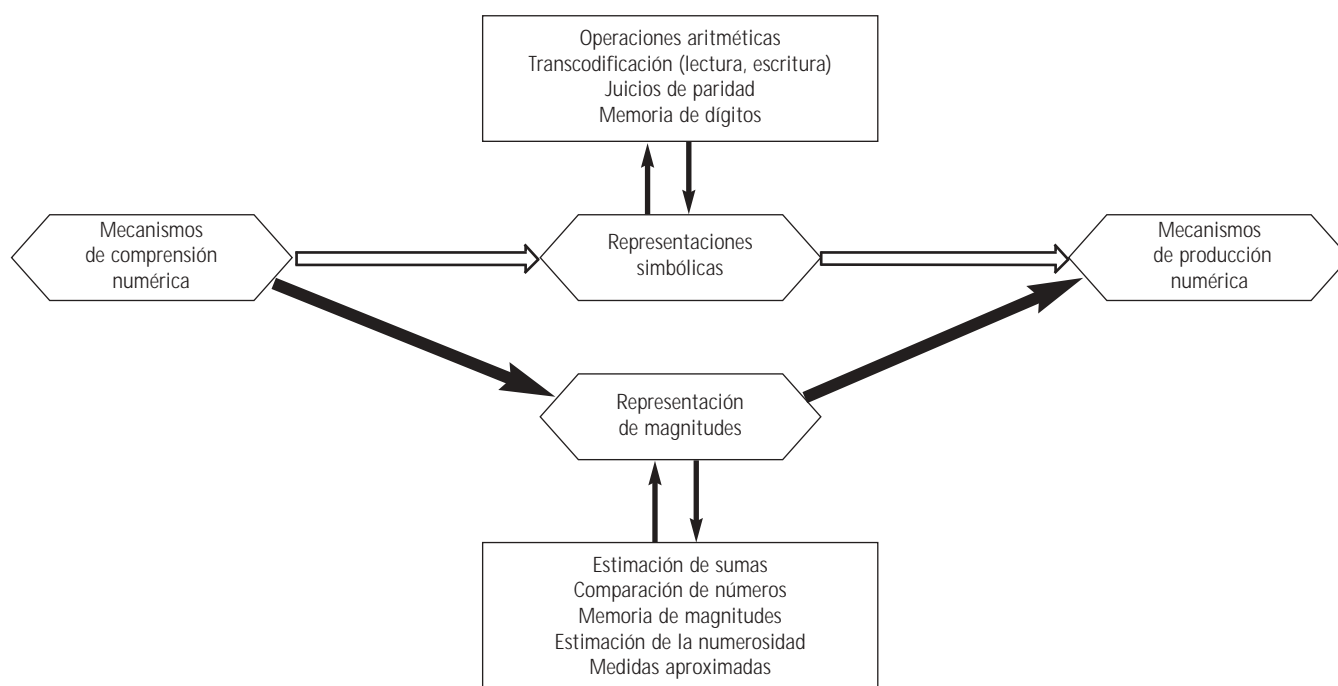 Operaciones aritméticas
Transcodificación (lectura, escritura)
Juicios de paridad
Memoria de dígitos
Mecanismos
de comprensión
numérica
Representaciones
simbólicas
Mecanismos
de producción
numérica
Representación
de magnitudes
Estimación de sumas
Comparación de números
Memoria de magnitudes
Estimación de la numerosidad
Medidas aproximadas